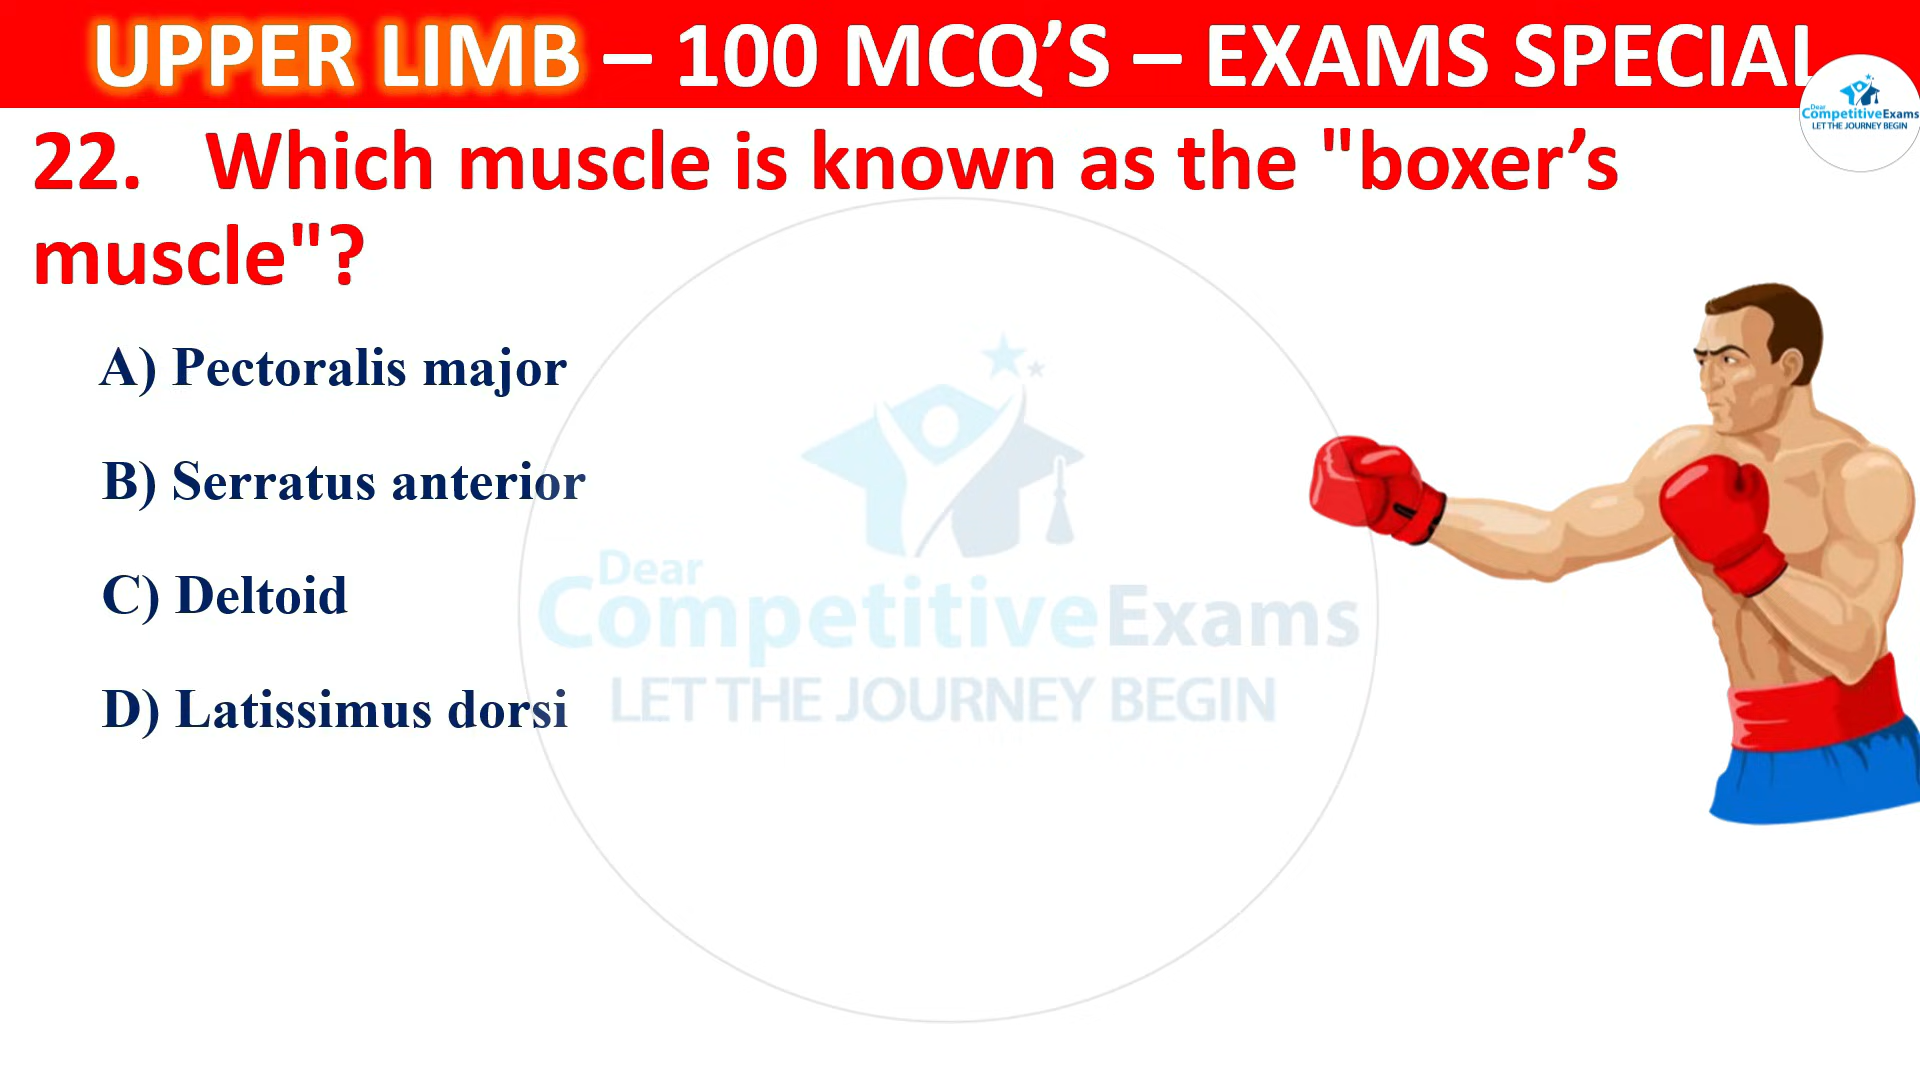 UPPER LIMB – 100 MCQ’S – EXAMS SPECIAL
Dear
CompetitiveExams
LET THE JOURNEY BEGIN
22. Which muscle is known as the "boxer’s
muscle"?
A) Pectoralis major
B) Serratus anterior
C) Deltoid
D) Latissimus dorsi
Dear
CompetitiveExams
LET THE JOURNEY BEGIN